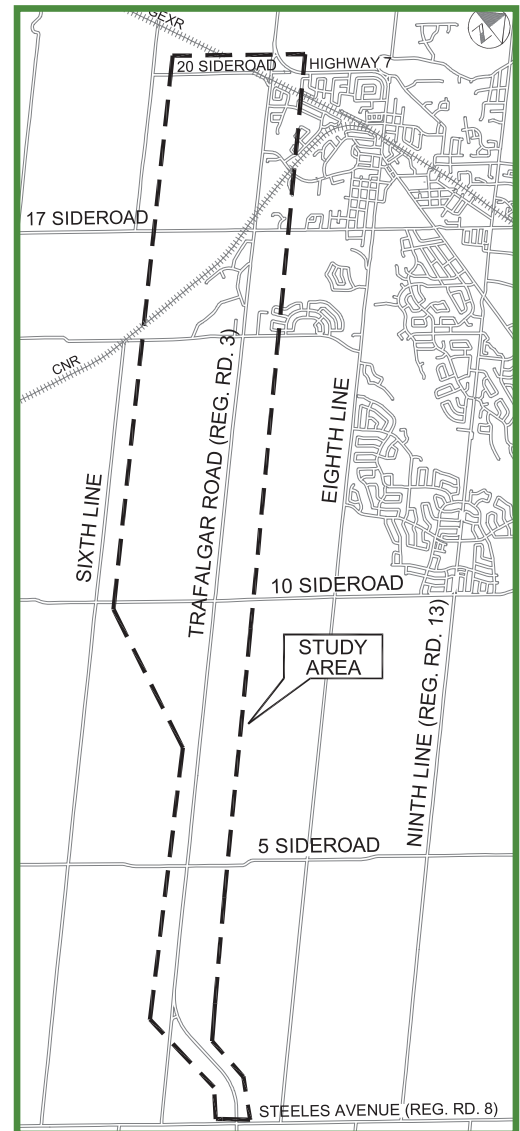 GEXR
20 SIDEROAD
HIGHWAY 7
17 SIDEROAD
CNR
TRAFALGAR ROAD (REG. RD. 3)
EIGHTH LINE
SIXTH LINE
10 SIDEROAD
STUDY
AREA
NINTH LINE (REG. RD. 13)
5 SIDEROAD
STEELES AVENUE (REG. RD. 8)